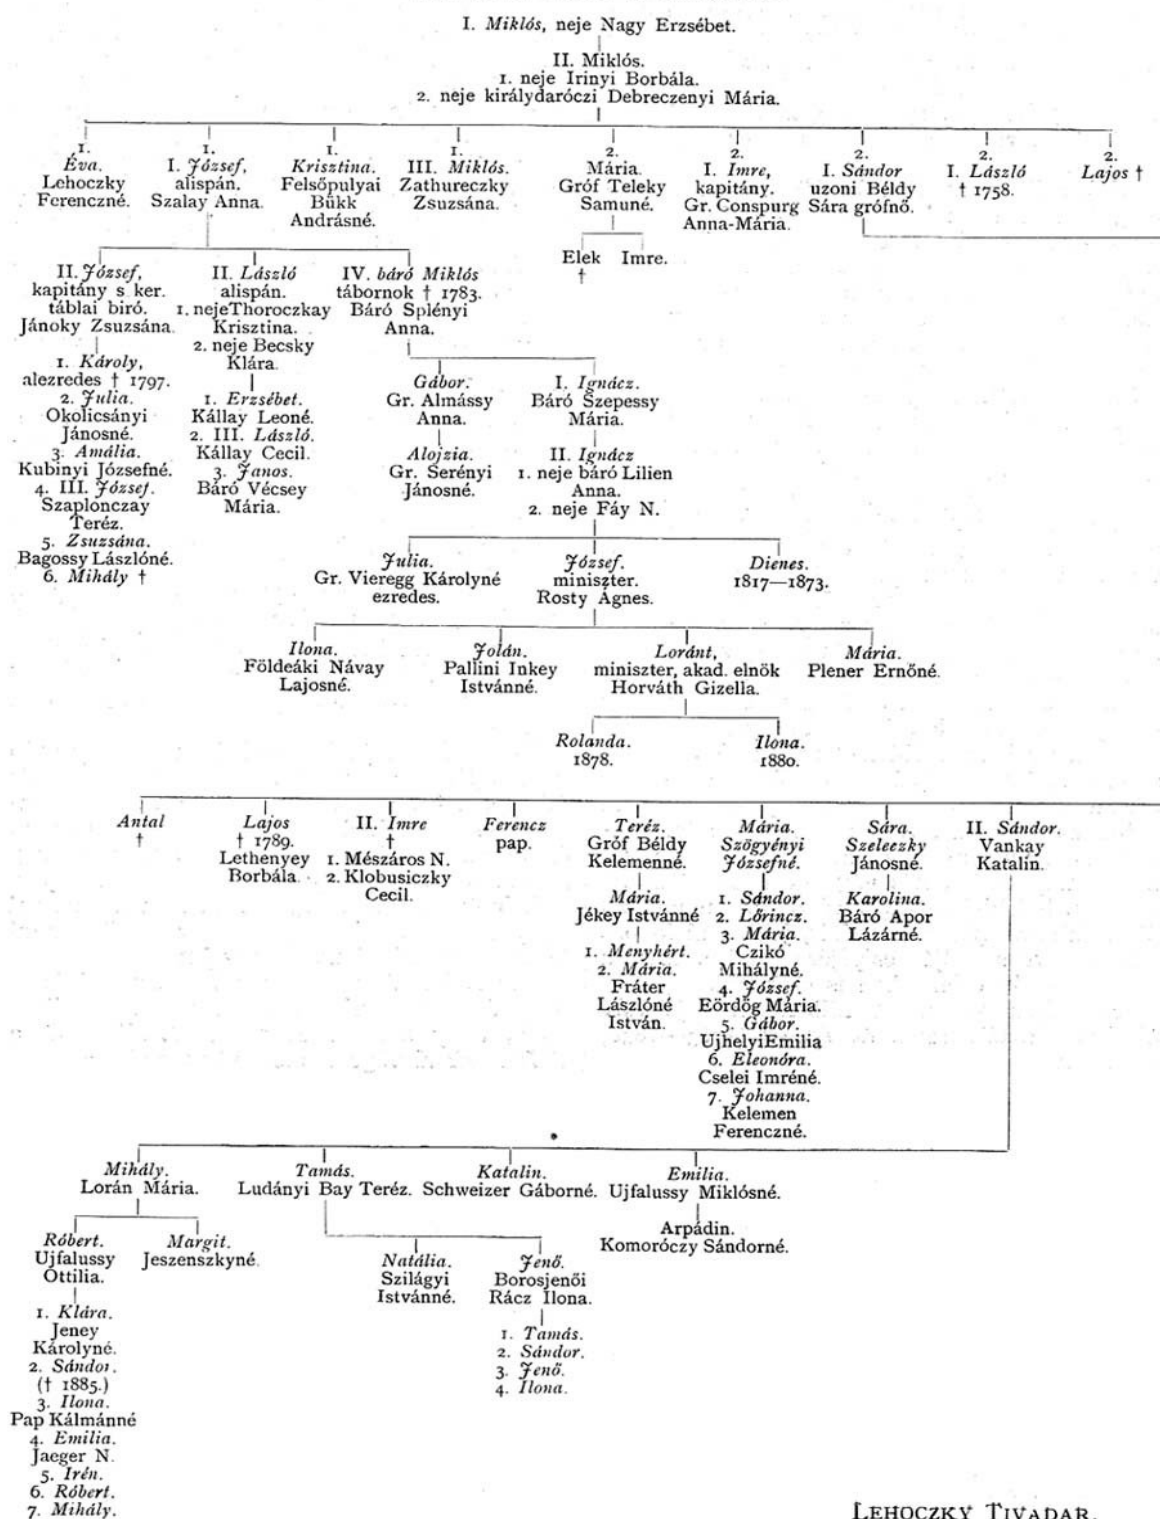 I. Miklós, neje Nagy Erzsébet.
II. Miklós.
1. neje Irinyi Borbála.
2. neje királydaróczi Debreczenyi Mária.
1.
Éva.
Lehoczky
Ferenczné.
1.
I. József,
alispán.
Szalay Anna.
1.
Krisztina.
Felsőpulyai
Bükk
Andrásné.
1.
III. Miklós.
Zathureczky
Zsuzsána.
2.
Mária.
Gróf Teleky
Samuné.
2.
I. Imre,
kapitány.
Gr. Conspurg
Anna-Mária.
2.
I. Sándor
uzoni Béldy
Sára grófnő.
2.
I. László
† 1758.
2.
Lajos †
Elek
†
Imre.
II. József,
kapitány s ker.
táblai biró.
Jánoky Zsuzsána.
II. László
alispán.
1. neje Thoroczkay
Krisztina.
2. neje Becsky
Klára.
IV. báró Miklós
tábornok † 1783.
Báró Splényi
Anna.
1. Károly,
alezredes † 1797.
2. Julia.
Okolicsányi
Jánosné.
3. Amália.
Kubinyi Józsefné.
4. III. József.
Szaplonczay
Teréz.
5. Zsuzsána.
Bagossy Lászlóné.
6. Mihály †
1. Erzsébet.
Kállay Leoné.
2. III. László.
Kállay Cecil.
3. Janos.
Báró Vécsey
Mária.
Gábor.
Gr. Almássy
Anna.
I. Ignácz.
Báró Szepessy
Mária.
Alojzia.
Gr. Serényi
Jánosné.
II. Ignácz
1. neje báró Lilien
Anna.
2. neje Fáy N.
Julia.
Gr. Vieregg Károlyné
ezredes.
József.
miniszter.
Rosty Ágnes.
Dienes.
1817—1873.
Ilona.
Földeáki Návay
Lajosné.
Jolán.
Pallini Inkey
Istvánné.
Loránt,
miniszter, akad. elnök
Horváth Gizella.
Mária.
Plener Ernőné.
Rolanda.
1878.
Ilona.
1880.
Antal
†
Lajos
† 1789.
Lethenyey
Borbála.
II. Imre
†
1. Mészáros N.
2. Klobusiczky
Cecil.
Ferencz
pap.
Teréz.
Gróf Béldy
Kelemenné.
Mária.
Szögyényi
Józsefné.
Sára.
Szeleezky
Jánosné.
II. Sándor.
Vankay
Katalin.
Mária.
Jékey Istvánné
1. Menyhért.
2. Mária.
Fráter
Lászlóné
István.
1. Sándor.
2. Lőrincz.
3. Mária.
Czikó
Mihályné.
4. József.
Eördög Mária.
5. Gábor.
Ujhelyi Emilia
6. Eleonóra.
Cselei Imréné.
7. Johanna.
Kelemen
Ferenczné.
Karolina.
Báró Apor
Lázárné.
Mihály.
Lorán Mária.
Tamás.
Ludányi Bay Teréz.
Katalin.
Schweizer Gáborné.
Emilia.
Ujfalussy Miklósné.
Róbert.
Ujfalussy
Ottilia.
Margit.
Jeszenszkyné.
Natália.
Szilágyi
Istvánné.
Jenő.
Borosjenői
Rácz Ilona.
Arpádin.
Komoróczy Sándorné.
1. Klára.
Jeney
Károlyné.
2. Sándor.
(† 1885.)
3. Ilona.
Pap Kálmánné
4. Emilia.
Jaeger N.
5. Irén.
6. Róbert.
7. Mihály.
1. Tamás.
2. Sándor.
3. Jenő.
4. Ilona.
LEHOCZKY TIVADAR.